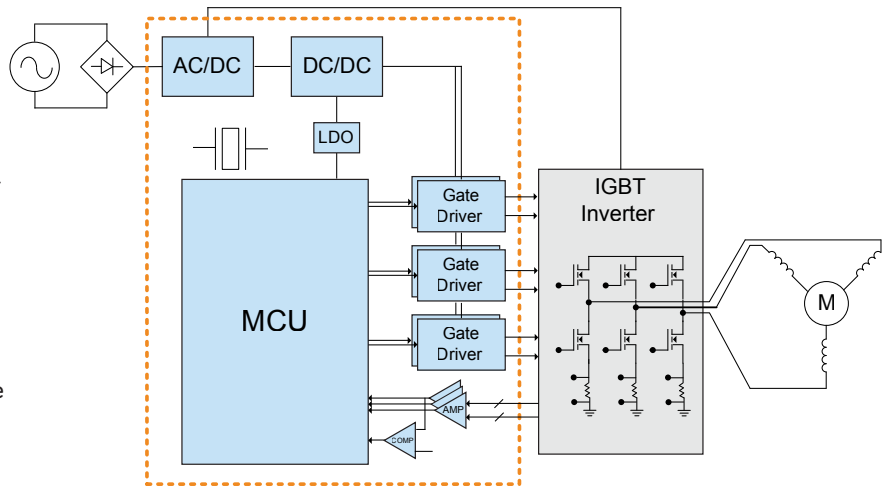 AC/DC
DC/DC
LDO
MCU
Gate
Driver
Gate
Driver
Gate
Driver
AMP
COMP
IGBT
Inverter
M
e